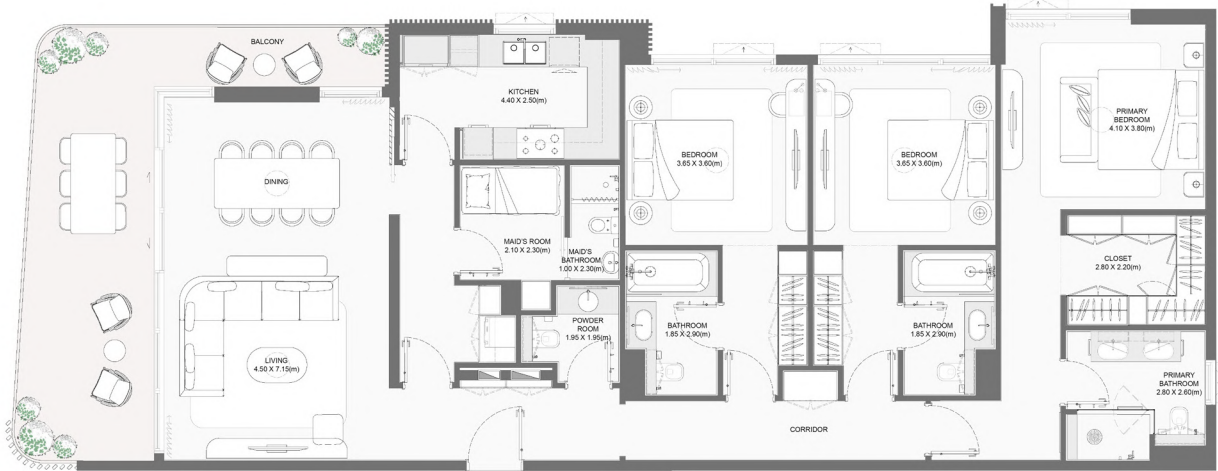 BALCONY
KITCHEN
4.40 X 2.50(m)
DINING
MAID'S ROOM
2.10 X 2.30(m)
MAID'S
BATHROOM
1.00 X 2.30(m)
POWDER
ROOM
1.95 X 1.95(m)
LIVING
4.50 X 7.15(m)
BEDROOM
3.65 X 3.60(m)
BEDROOM
3.65 X 3.60(m)
PRIMARY
BEDROOM
4.10 X 3.80(m)
CLOSET
2.80 X 2.20(m)
BATHROOM
1.85 X 2.90(m)
BATHROOM
1.85 X 2.90(m)
PRIMARY
BATHROOM
2.80 X 2.60(m)
CORRIDOR